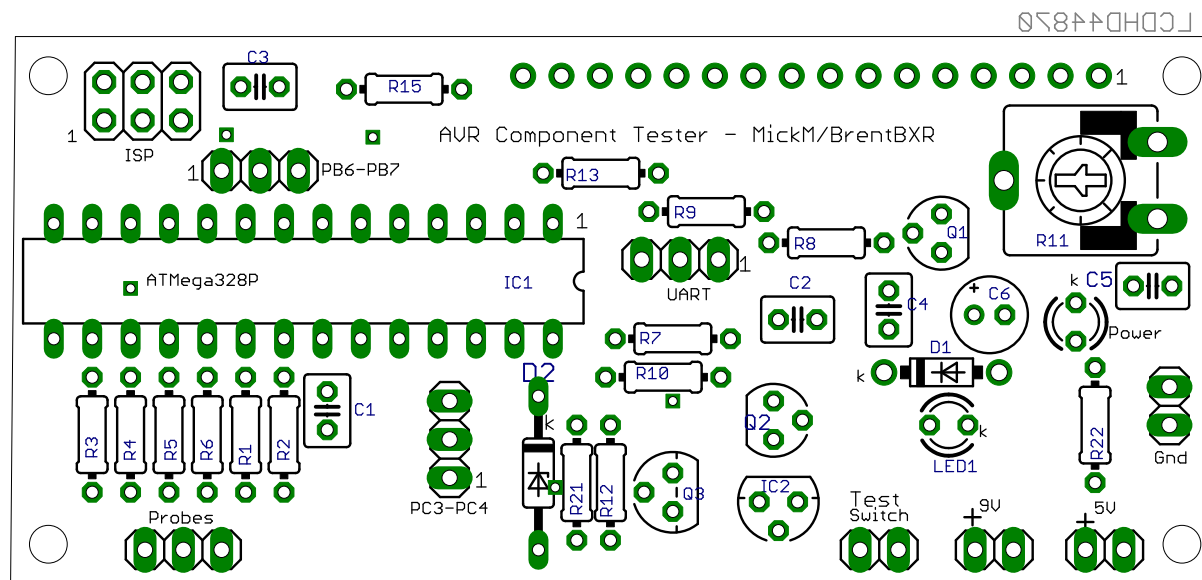 LCDHD44870
C3
R15
1
1
ISP
AVR Component Tester - MickM/BrentBXR
1
PB6-PB7
R13
R9
1
R8
Q1
R11
1
UART
ATMega328P
IC1
C2
C4
C6
k
C5
Power
R7
D1
R10
D2
k
k
R3
R4
R5
R6
R1
R2
C1
Q2
k
LED1
R22
Gnd
1
PC3-PC4
R21
R12
Q3
IC2
Test
Switch
+
9V
+
5V
Probes